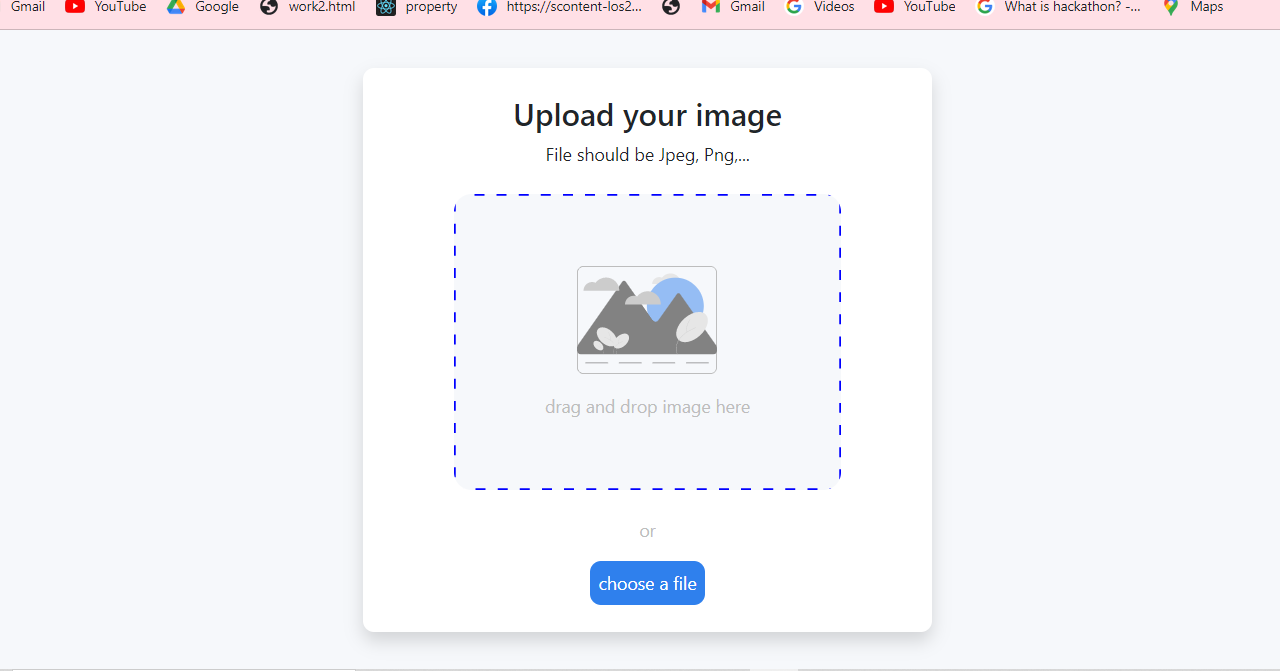 Gmail YouTube Google work2.html property https://scontent-los2... Gmail Videos YouTube What is hackathon? -... Maps
Upload your image
File should be Jpeg, Png,...
drag and drop image here
or
choose a file